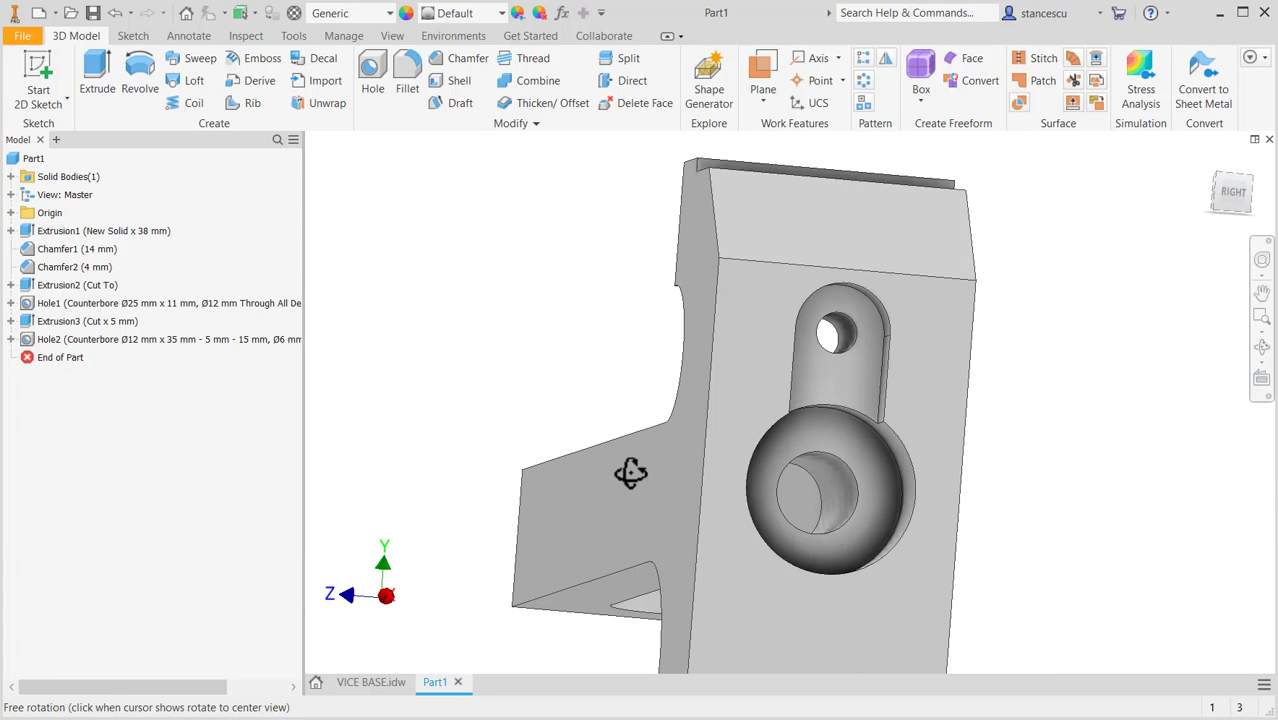 PRO
Generic
Default
fx
Part1
Search Help & Commands...
stancescu
File
3D Model
Sketch
Annotate
Inspect
Tools
Manage
View
Environments
Get Started
Collaborate
Start
2D Sketch
Extrude
Revolve
Sweep
Loft
Coil
Emboss
Derive
Rib
Decal
Import
Unwrap
Hole
Fillet
Chamfer
Shell
Draft
Thread
Combine
Thicken/ Offset
Split
Direct
Delete Face
Shape
Generator
Plane
Axis
Point
UCS
Box
Face
Convert
Stitch
Patch
Stress
Analysis
Convert to
Sheet Metal
Sketch
Create
Modify
Explore
Work Features
Pattern
Create Freeform
Surface
Simulation
Convert
Model
Part1
Solid Bodies(1)
View: Master
Origin
Extrusion1 (New Solid x 38 mm)
Chamfer1 (14 mm)
Chamfer2 (4 mm)
Extrusion2 (Cut To)
Hole1 (Counterbore Ø25 mm x 11 mm, Ø12 mm Through All De
Extrusion3 (Cut x 5 mm)
Hole2 (Counterbore Ø12 mm x 35 mm - 5 mm - 15 mm, Ø6 mm
End of Part
RIGHT
Y
Z
VICE BASE.idw
Part1
Free rotation (click when cursor shows rotate to center view)
1
3